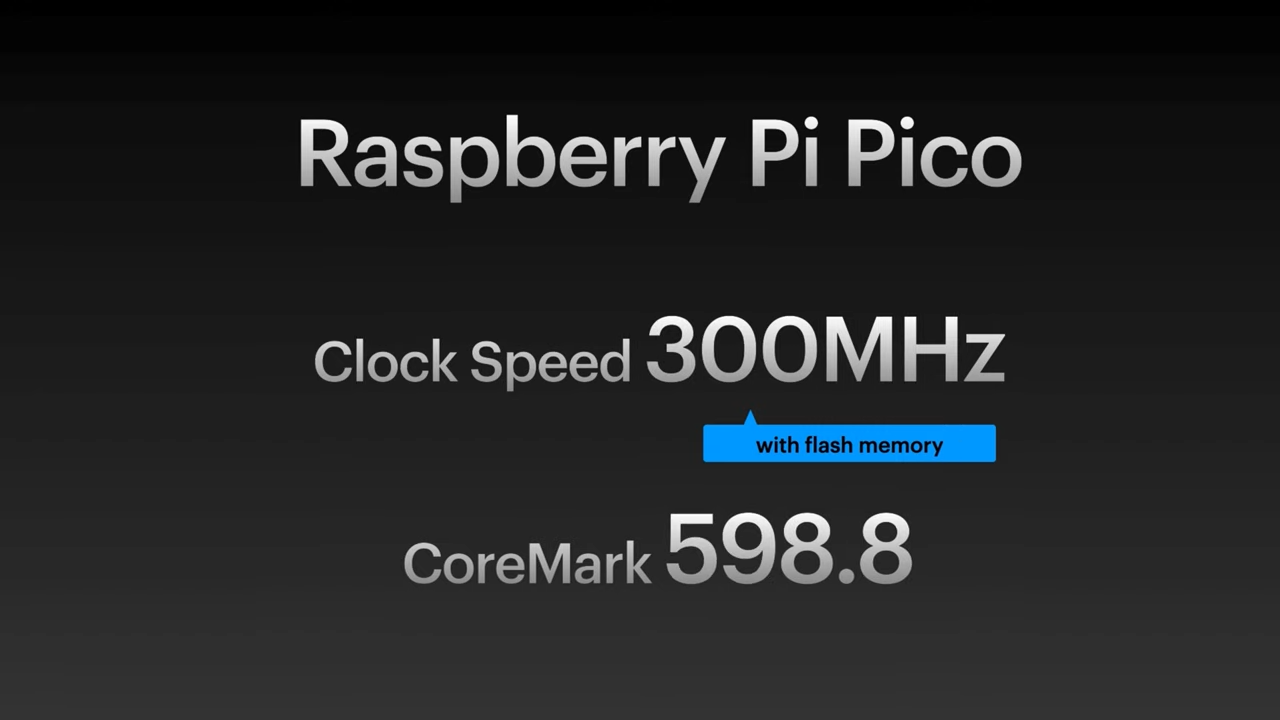 Raspberry Pi Pico
Clock Speed 300MHz
with flash memory
CoreMark 598.8